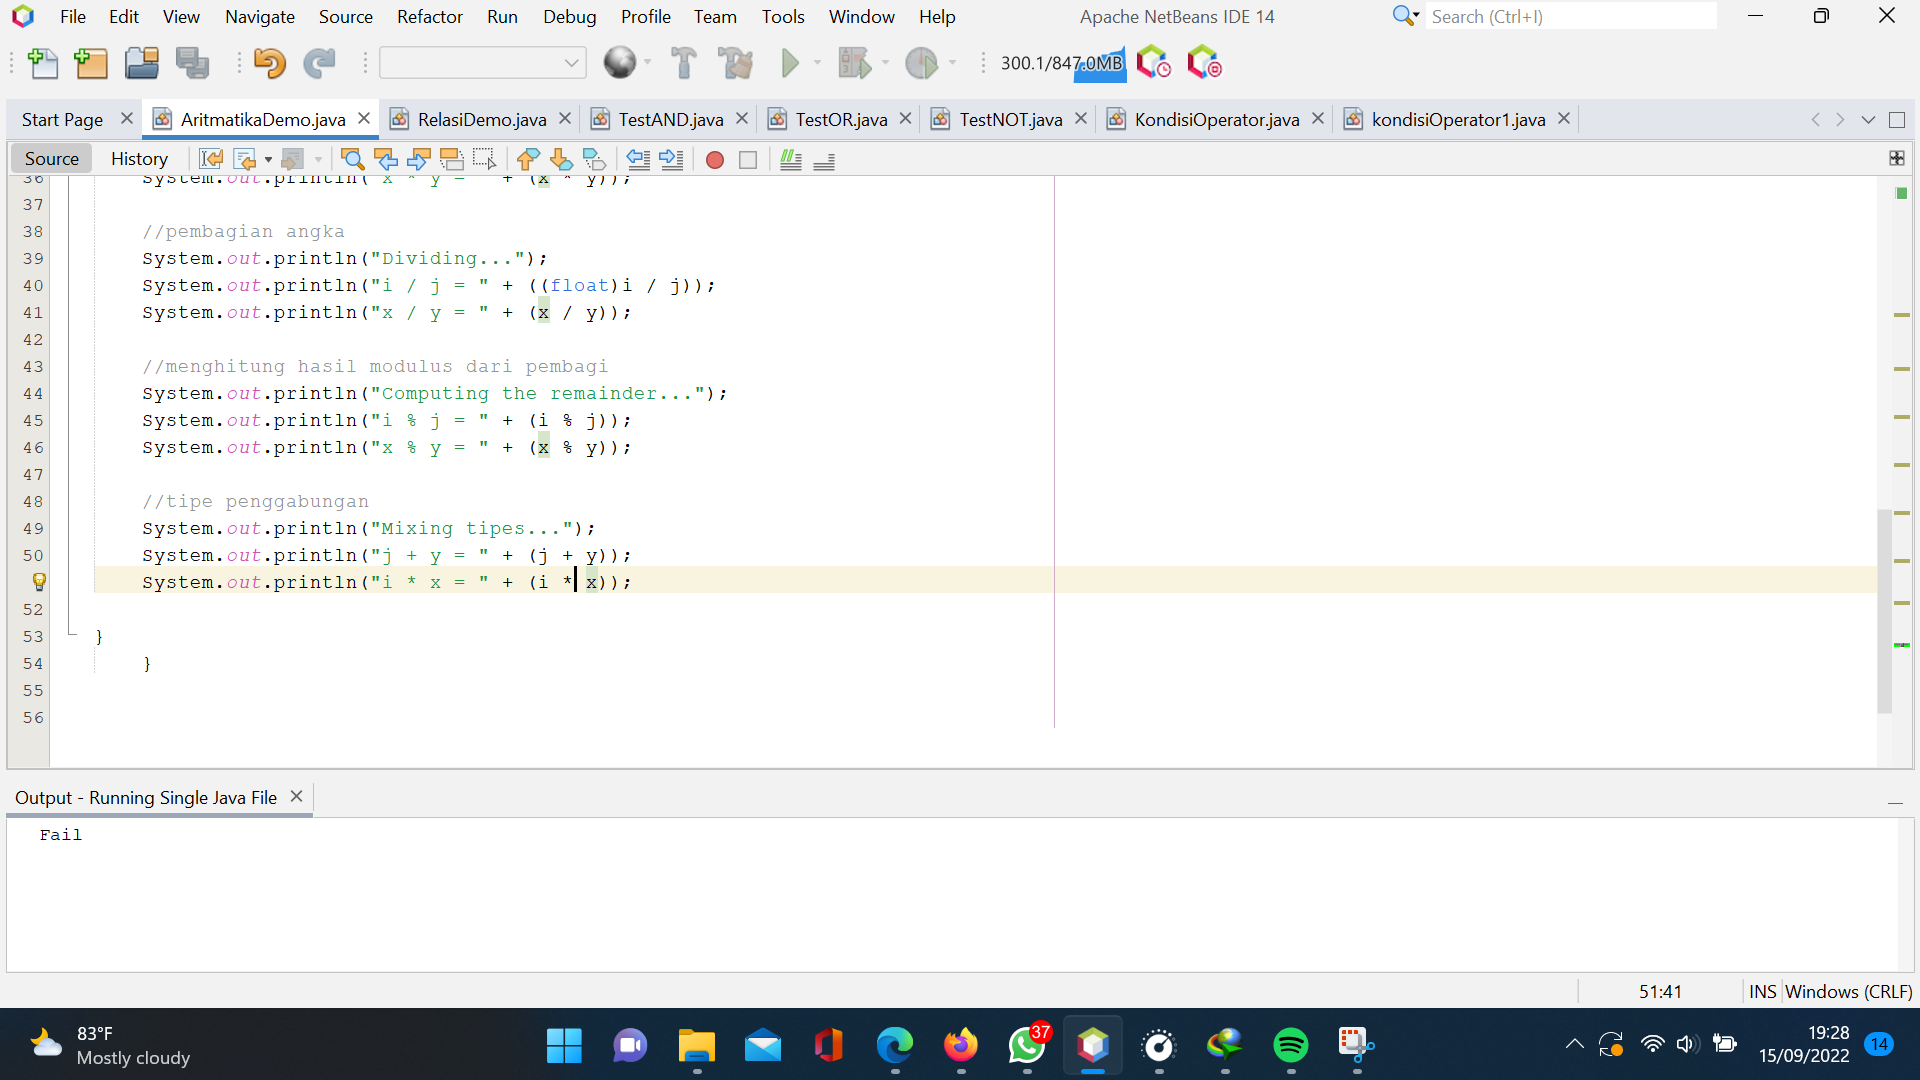 File Edit View Navigate Source Refactor Run Debug Profile Team Tools Window Help Apache NetBeans IDE 14 Search (Ctrl+I)
300.1/847.0MB
Start Page AritmatikaDemo.java RelasiDemo.java TestAND.java TestOR.java TestNOT.java KondisiOperator.java kondisiOperator1.java
Source History
36 System.out.println("x * y = " + (x * y));
37
38 //pembagian angka
39 System.out.println("Dividing...");
40 System.out.println("i / j = " + ((float)i / j));
41 System.out.println("x / y = " + (x / y));
42
43 //menghitung hasil modulus dari pembagi
44 System.out.println("Computing the remainder...");
45 System.out.println("i % j = " + (i % j));
46 System.out.println("x % y = " + (x % y));
47
48 //tipe penggabungan
49 System.out.println("Mixing tipes...");
50 System.out.println("j + y = " + (j + y));
System.out.println("i * x = " + (i * x));
52
53 }
54 }
55
56
Output - Running Single Java File
Fail
51:41 INS Windows (CRLF)
83°F
Mostly cloudy
37
19:28
15/09/2022
14